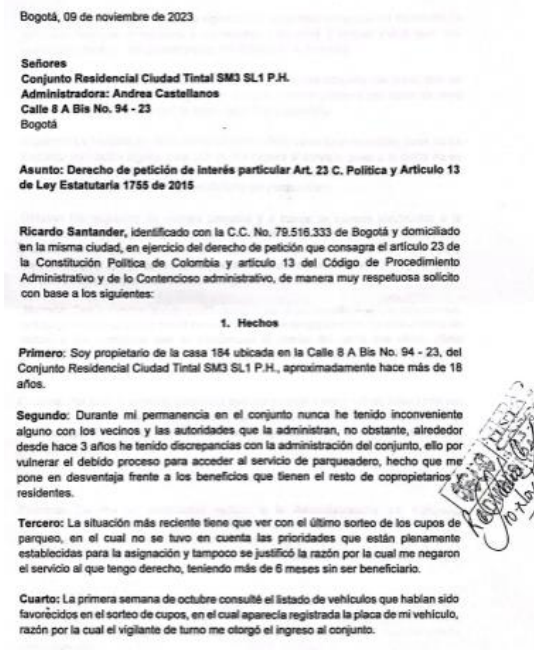 Bogotá, 09 de noviembre de 2023
Señores
Conjunto Residencial Ciudad Tintal SM3 SL1 P.H.
Administradora: Andrea Castellanos
Calle 8 A Bis No. 94 - 23
Bogotá
Asunto: Derecho de petición de interés particular Art. 23 C. Política y Artículo 13
de Ley Estatutaria 1755 de 2015
Ricardo Santander, identificado con la C.C. No. 79.516.333 de Bogotá y domiciliado
en la misma ciudad, en ejercicio del derecho de petición que consagra el artículo 23 de
la Constitución Política de Colombia y artículo 13 del Código de Procedimiento
Administrativo y de lo Contencioso administrativo, de manera muy respetuosa solicito
con base a los siguientes:
1. Hechos
Primero: Soy propietario de la casa 184 ubicada en la Calle 8 A Bis No. 94 - 23, del
Conjunto Residencial Ciudad Tintal SM3 SL1 P.H., aproximadamente hace más de 18
años.
Segundo: Durante mi permanencia en el conjunto nunca he tenido inconveniente
alguno con los vecinos y las autoridades que la administran, no obstante, alrededor
desde hace 3 años he tenido discrepancias con la administración del conjunto, ello por
vulnerar el debido proceso para acceder al servicio de parqueadero, hecho que me
pone en desventaja frente a los beneficios que tienen el resto de copropietarios y
residentes.
Tercero: La situación más reciente tiene que ver con el último sorteo de los cupos de
parqueo, en el cual no se tuvo en cuenta las prioridades que están plenamente
establecidas para la asignación y tampoco se justificó la razón por la cual me negaron
el servicio al que tengo derecho, teniendo más de 6 meses sin ser beneficiario.
Cuarto: La primera semana de octubre consulté el listado de vehículos que habían sido
favorecidos en el sorteo de cupos, en el cual aparecía registrada la placa de mi vehículo,
razón por la cual el vigilante de turno me otorgó el ingreso al conjunto.